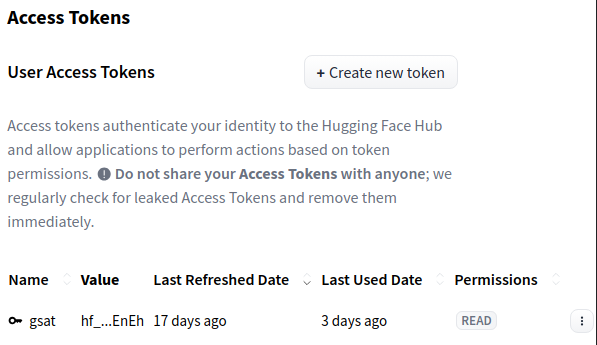 Access Tokens
User Access Tokens
+ Create new token
Access tokens authenticate your identity to the Hugging Face Hub
and allow applications to perform actions based on token
permissions. ! Do not share your Access Tokens with anyone; we
regularly check for leaked Access Tokens and remove them
immediately.
Name Value Last Refreshed Date Last Used Date Permissions
gsat hf_...EnEh 17 days ago 3 days ago READ